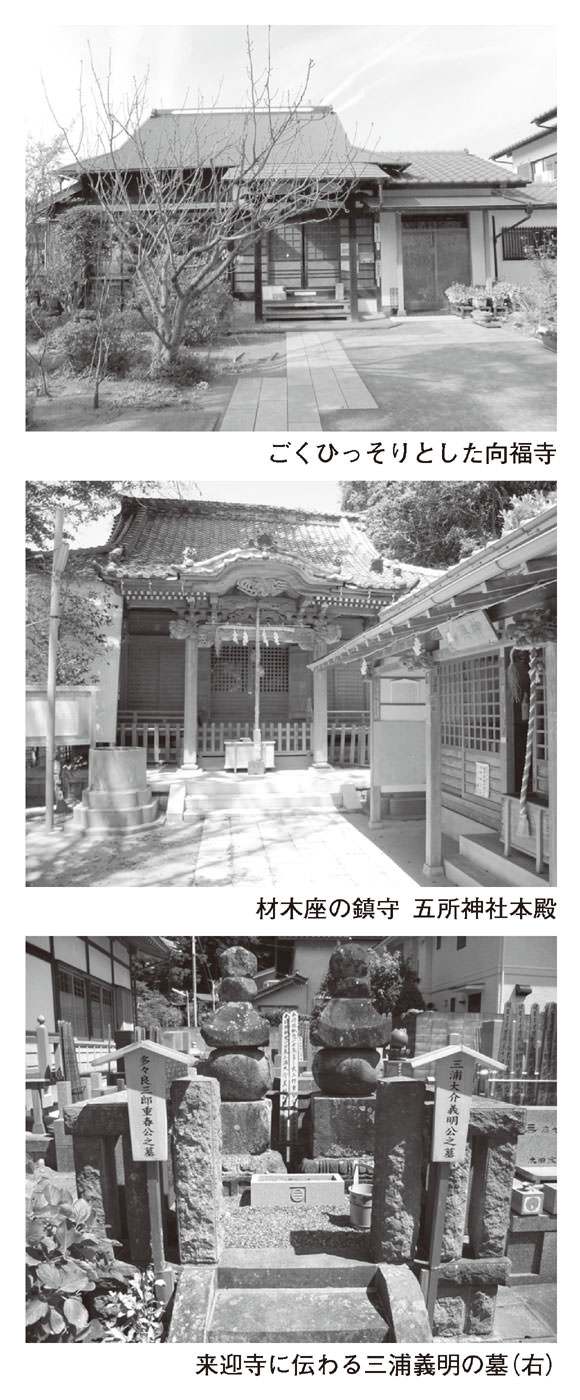 ごくひっそりとした向福寺
材木座の鎮守 五所神社本殿
多々良三郎重春公之墓
三浦大介義明公之墓
来迎寺に伝わる三浦義明の墓（右）